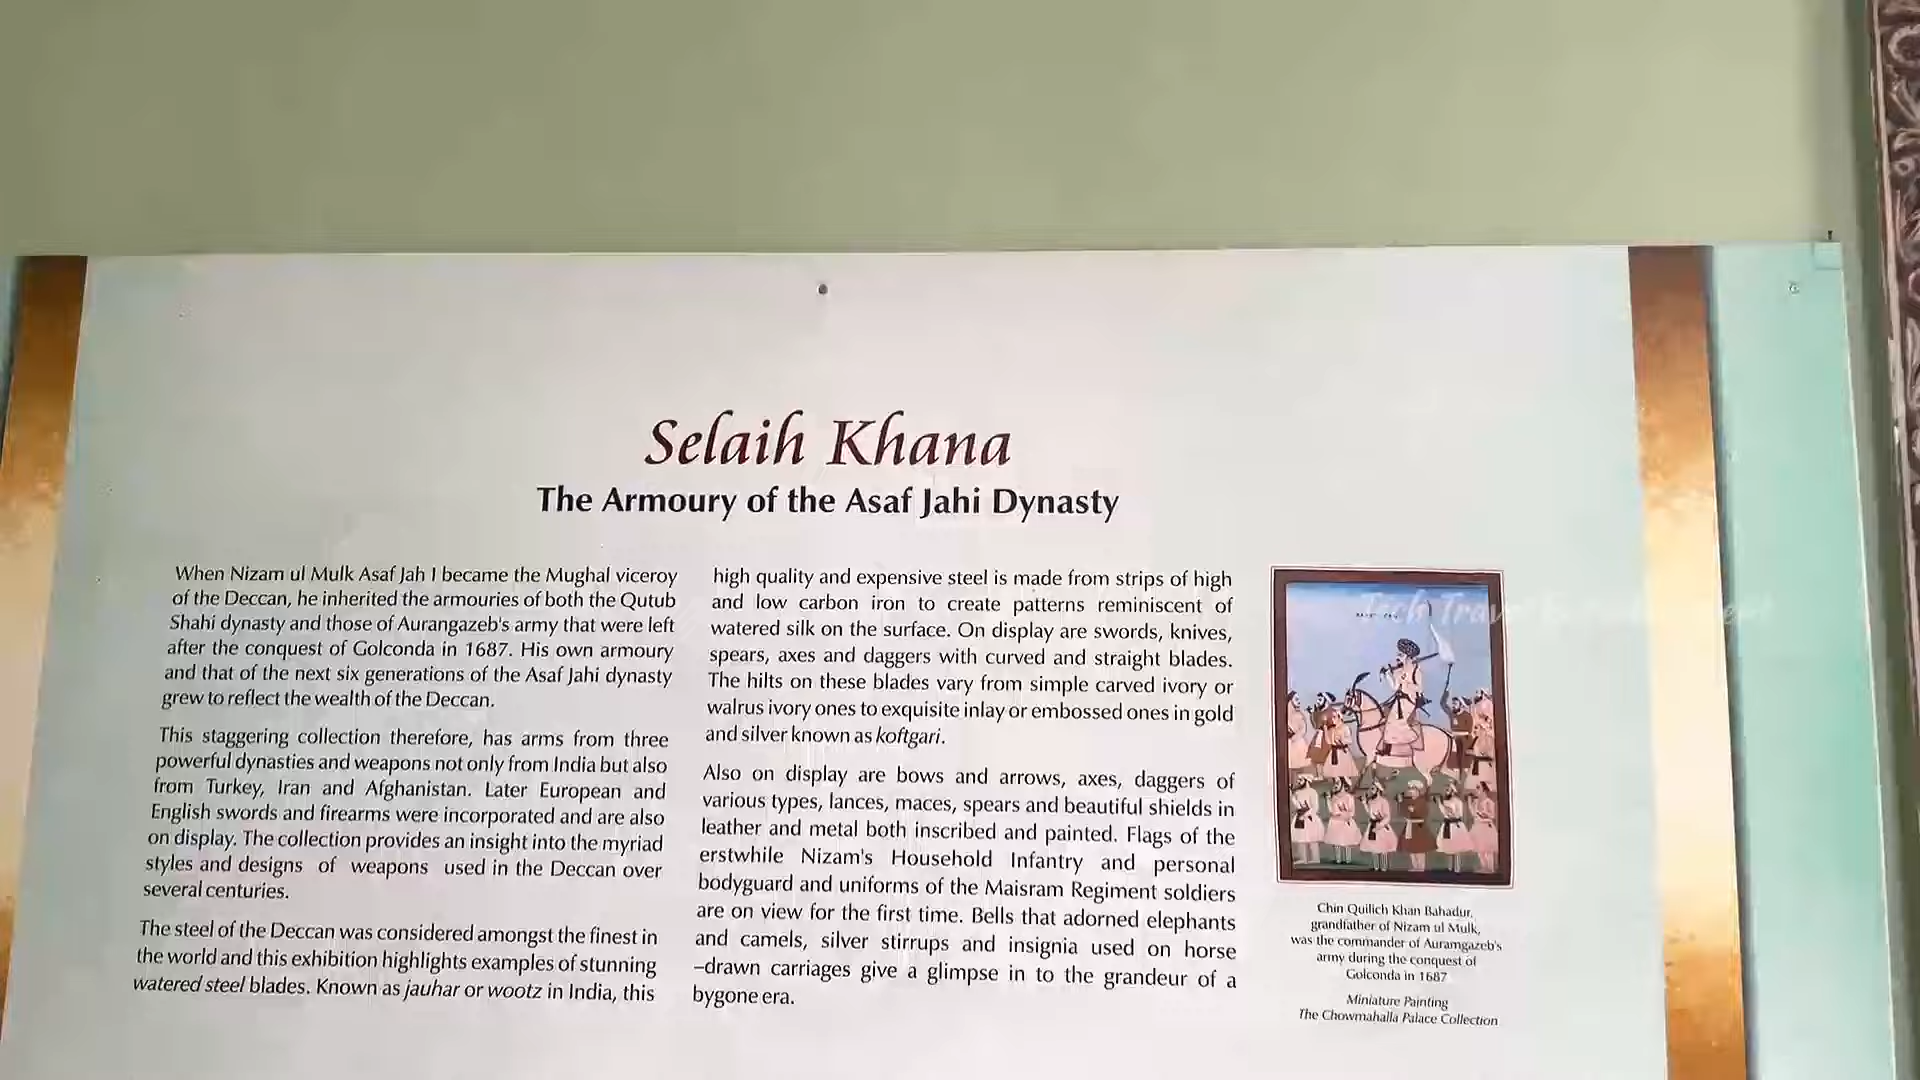 Selaih Khana
The Armoury of the Asaf Jahi Dynasty
When Nizam ul Mulk Asaf Jah I became the Mughal viceroy
of the Deccan, he inherited the armouries of both the Qutub
Shahi dynasty and those of Aurangazeb's army that were left
after the conquest of Golconda in 1687. His own armoury
and that of the next six generations of the Asaf Jahi dynasty
grew to reflect the wealth of the Deccan.
This staggering collection therefore, has arms from three
powerful dynasties and weapons not only from India but also
from Turkey, Iran and Afghanistan. Later European and
English swords and firearms were incorporated and are also
on display. The collection provides an insight into the myriad
styles and designs of weapons used in the Deccan over
several centuries.
The steel of the Deccan was considered amongst the finest in
the world and this exhibition highlights examples of stunning
watered steel blades. Known as jauhar or wootz in India, this
high quality and expensive steel is made from strips of high
and low carbon iron to create patterns reminiscent of
watered silk on the surface. On display are swords, knives,
spears, axes and daggers with curved and straight blades.
The hilts on these blades vary from simple carved ivory or
walrus ivory ones to exquisite inlay or embossed ones in gold
and silver known as koftgari.
Also on display are bows and arrows, axes, daggers of
various types, lances, maces, spears and beautiful shields in
leather and metal both inscribed and painted. Flags of the
erstwhile Nizam's Household Infantry and personal
bodyguard and uniforms of the Maisram Regiment soldiers
are on view for the first time. Bells that adorned elephants
and camels, silver stirrups and insignia used on horse
–drawn carriages give a glimpse in to the grandeur of a
bygone era.
Tech Travel
Chin Quilich Khan Bahadur,
grandfather of Nizam ul Mulk,
was the commander of Auramgazeb's
army during the conquest of
Golconda in 1687
Miniature Painting
The Chowmahalla Palace Collection